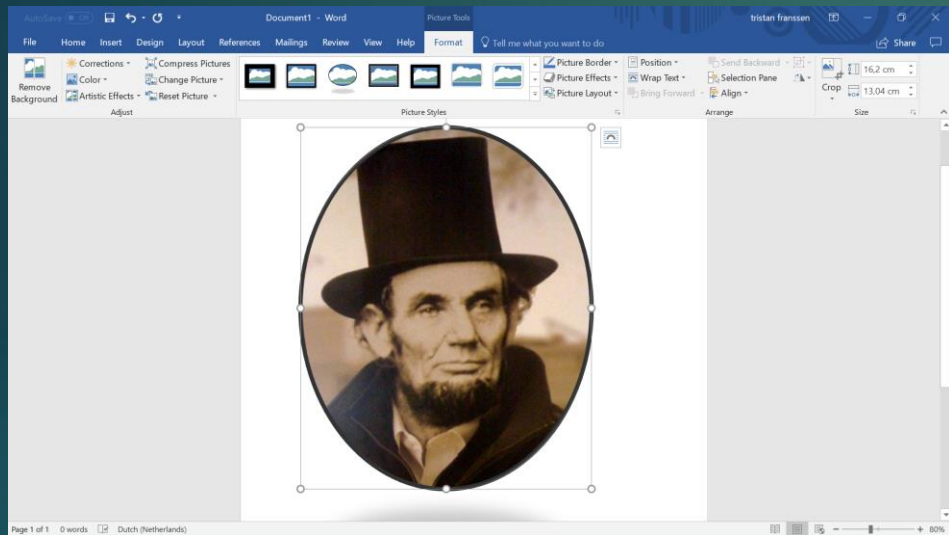 AutoSave Off Document1 - Word Picture Tools tristan franssen
File Home Insert Design Layout References Mailings Review View Help Format Tell me what you want to do Share
Remove Background
Corrections
Color
Artistic Effects
Compress Pictures
Change Picture
Reset Picture
Adjust
Picture Border
Picture Effects
Picture Layout
Picture Styles
Position
Wrap Text
Bring Forward
Send Backward
Selection Pane
Align
Arrange
Crop
16,2 cm
13,04 cm
Size
Page 1 of 1 0 words Dutch (Netherlands) 80%